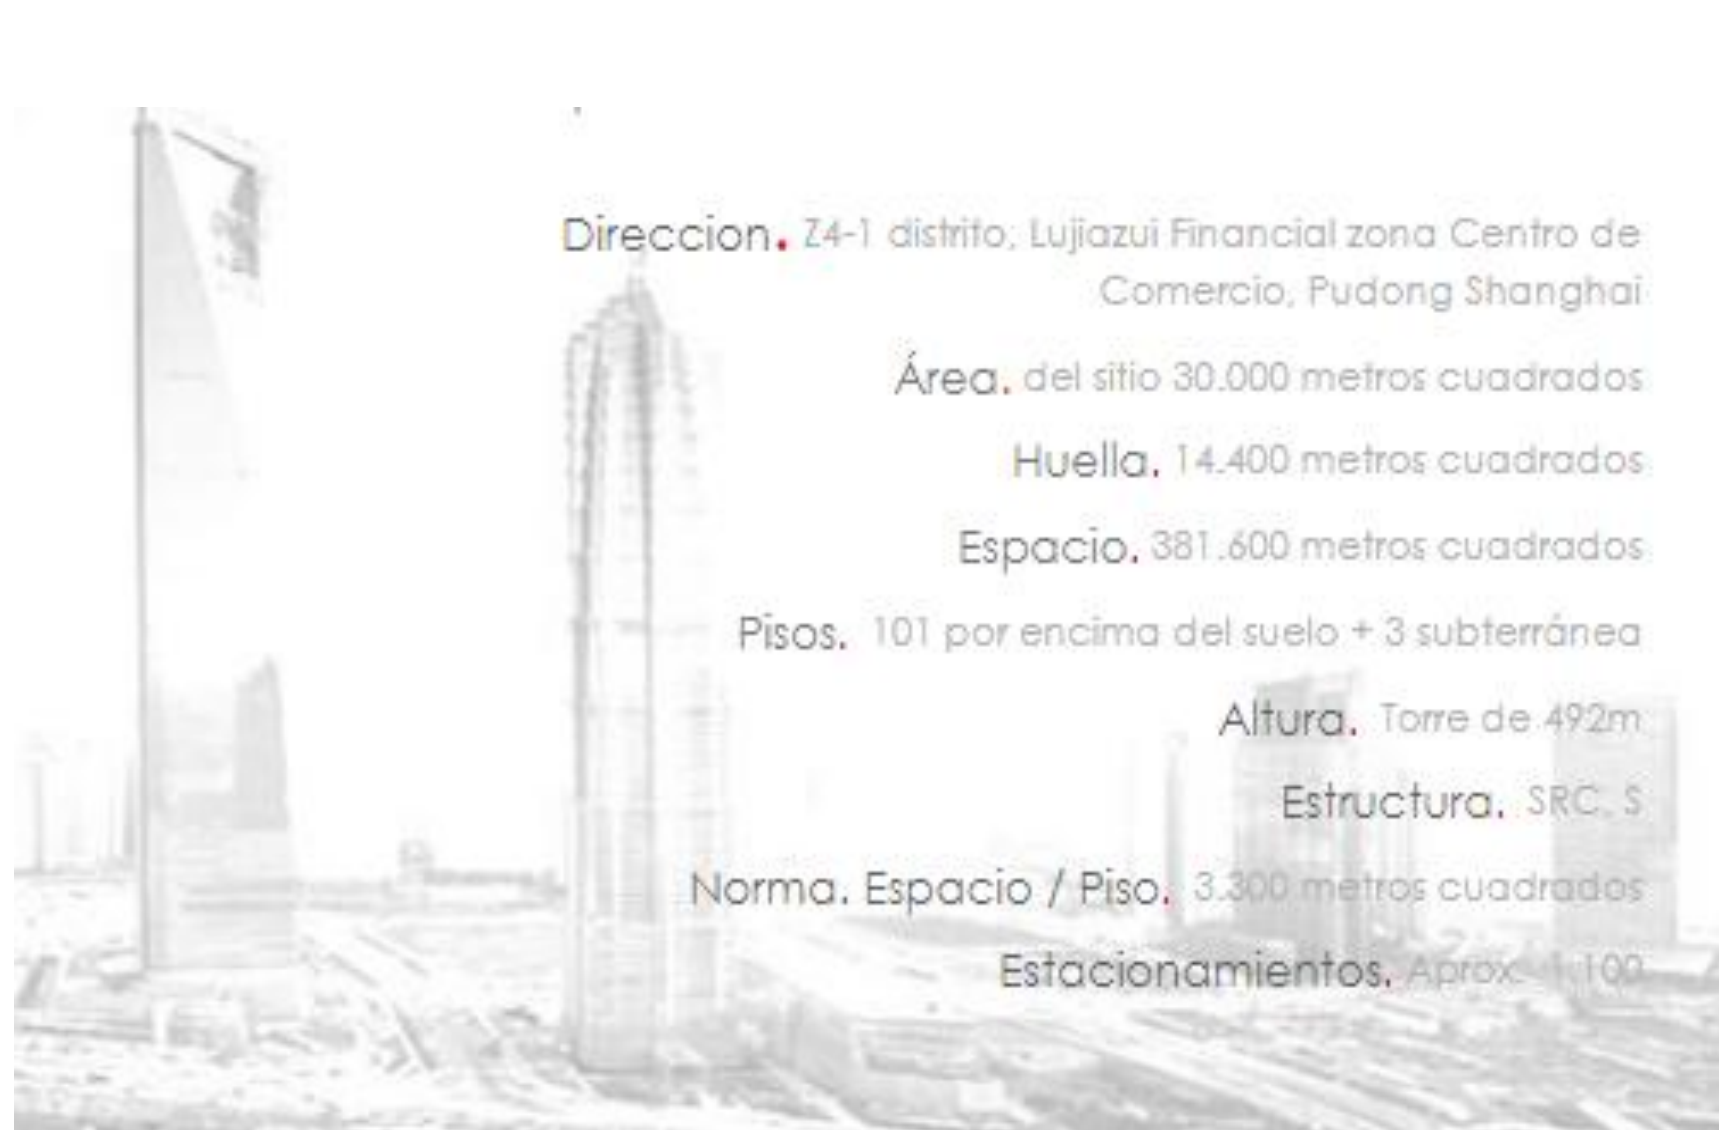 Direccion. Z4-1 distrito, Lujiazui Financial zona Centro de
Comercio, Pudong Shanghai
Área. del sitio 30.000 metros cuadrados
Huella. 14.400 metros cuadrados
Espacio. 381.600 metros cuadrados
Pisos. 101 por encima del suelo + 3 subterránea
Altura. Torre de 492m
Estructura. SRC, S
Norma. Espacio / Piso. 3.300 metros cuadrados
Estacionamientos. Aprox. 1.100